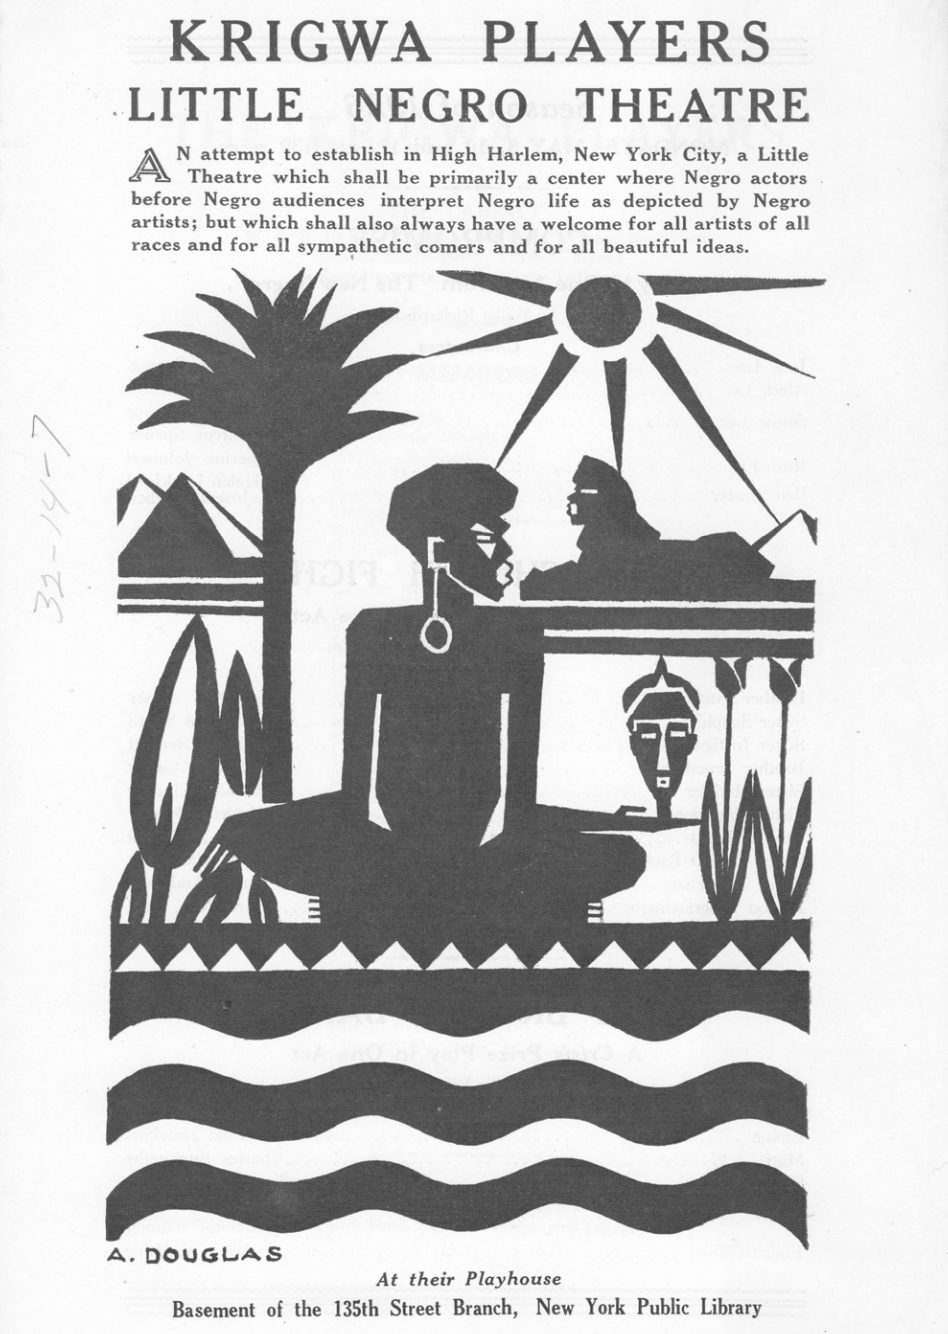 KRIGWA PLAYERS
LITTLE NEGRO THEATRE
AN attempt to establish in High Harlem, New York City, a Little
Theatre which shall be primarily a center where Negro actors
before Negro audiences interpret Negro life as depicted by Negro
artists; but which shall also always have a welcome for all artists of all
races and for all sympathetic comers and for all beautiful ideas.
32-14-7
A. DOUGLAS
At their Playhouse
Basement of the 135th Street Branch, New York Public Library